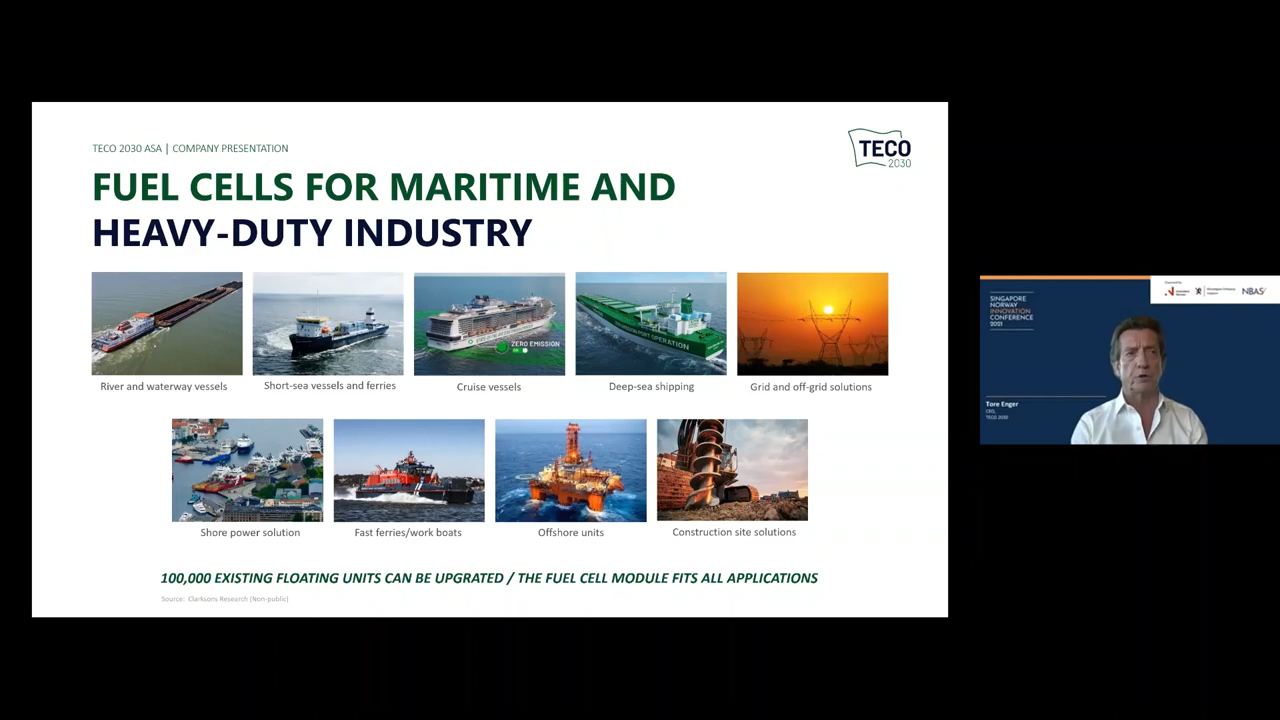 TECO 2030 ASA | COMPANY PRESENTATION
TECO
2030
FUEL CELLS FOR MARITIME AND
HEAVY-DUTY INDUSTRY
ZERO EMISSION
River and waterway vessels
Short-sea vessels and ferries
Cruise vessels
Deep-sea shipping
Grid and off-grid solutions
Shore power solution
Fast ferries/work boats
Offshore units
Construction site solutions
100,000 EXISTING FLOATING UNITS CAN BE UPGRATED / THE FUEL CELL MODULE FITS ALL APPLICATIONS
Source: Clarksons Research (Non-public)
SINGAPORE
NORWAY
INNOVATION
CONFERENCE
2021
NBAS
Tore Enger
CEO,
TECO 2030